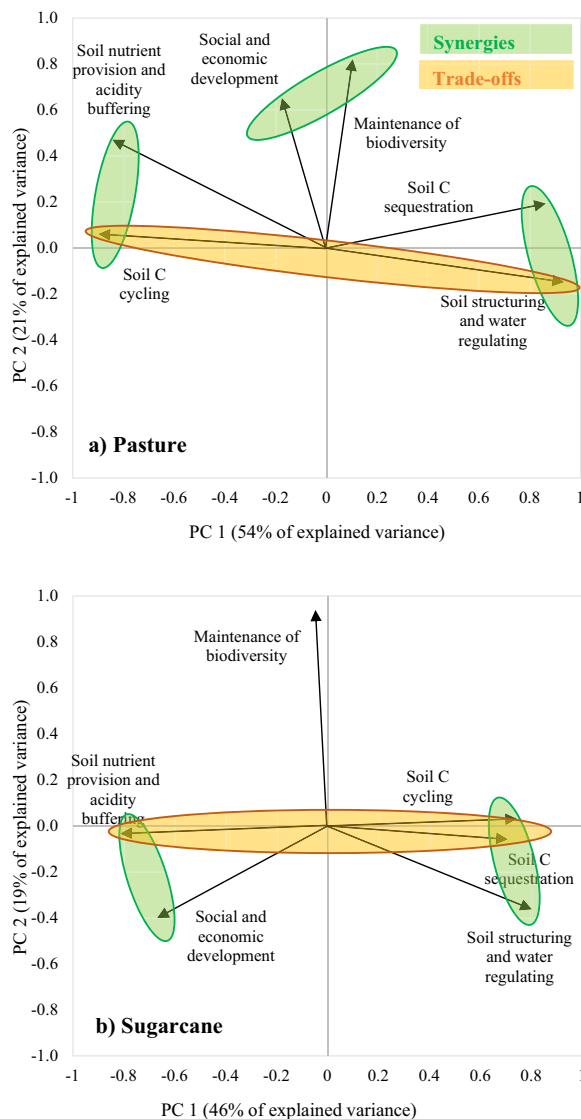 1.0
Soil nutrient
provision and
acidity
buffering
Social and
economic
development
Synergies
Trade-offs
0.8
0.6
0.4
0.2
0.0
-0.2
-0.4
-0.6
-0.8
-1.0
Maintenance of
biodiversity
Soil C
sequestration
Soil C
cycling
Soil structuring
and water
regulating
PC 2 (21% of explained variance)
a) Pasture
-1 -0.8 -0.6 -0.4 -0.2 0 0.2 0.4 0.6 0.8 1
PC 1 (54% of explained variance)
1.0
0.8
0.6
0.4
0.2
0.0
-0.2
-0.4
-0.6
-0.8
-1.0
Maintenance of
biodiversity
Soil nutrient
provision and
acidity
buffering
Soil C
cycling
Soil C
sequestration
Social and
economic
development
Soil structuring
and water
regulating
PC 2 (19% of explained variance)
b) Sugarcane
-1 -0.8 -0.6 -0.4 -0.2 0 0.2 0.4 0.6 0.8 1
PC 1 (46% of explained variance)